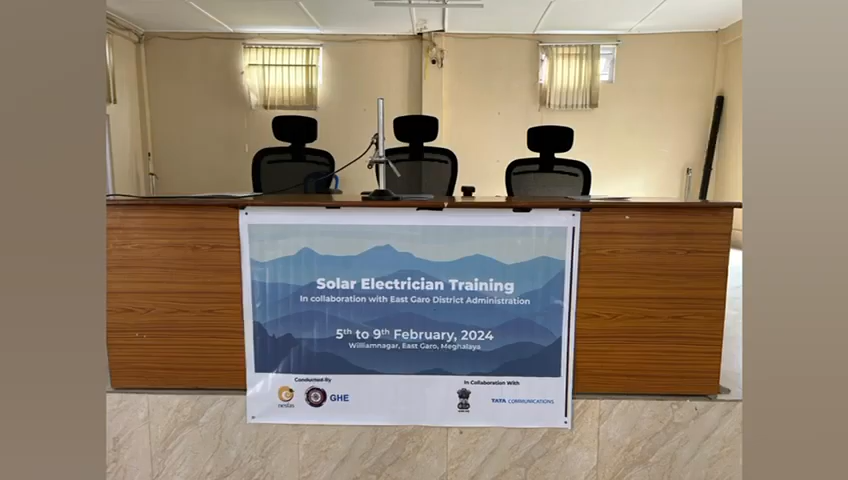 Solar Electrician Training
In collaboration with East Garo District Administration
5th to 9th February, 2024
Williamnagar, East Garo, Meghalaya
Conducted By
In Collaboration With
GHE
TATA COMMUNICATIONS